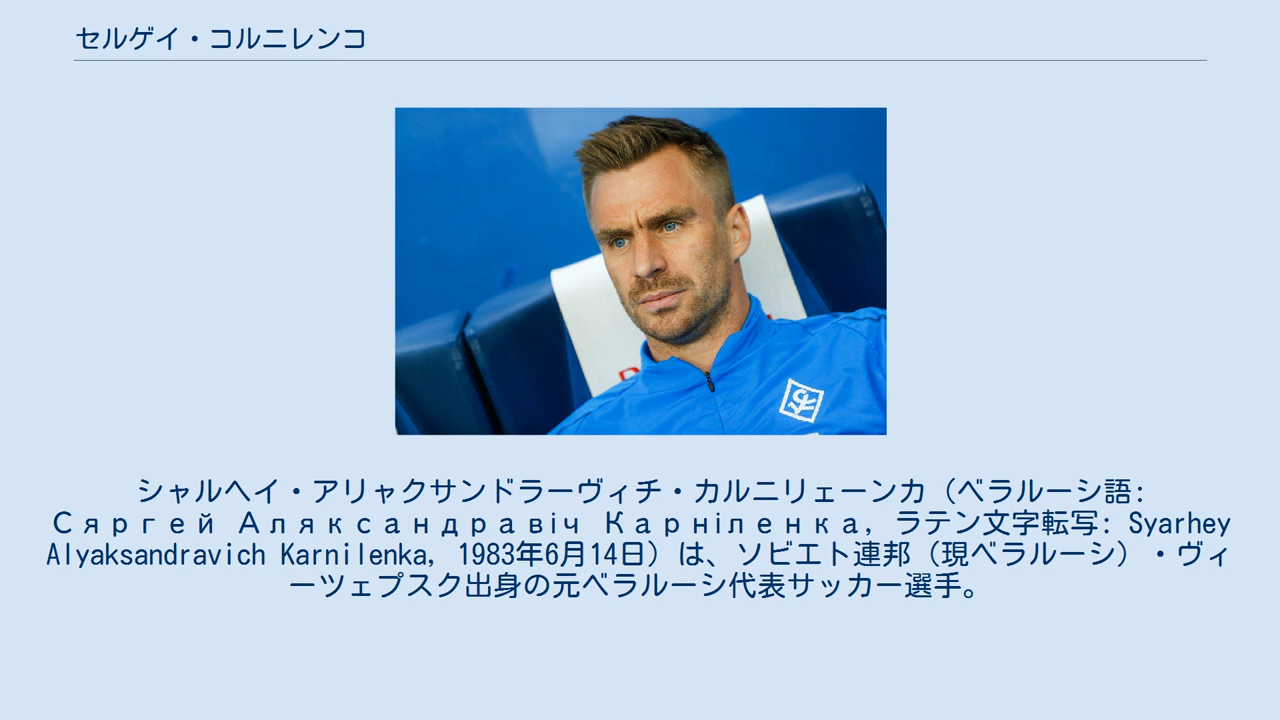 セルゲイ・コルニレンコ
シャルヘイ・アリャクサンドラーヴィチ・カルニリェーンカ（ベラルーシ語:
Сяргей Аляксандравіч Карніленка, ラテン文字転写: Syarhey
Alyaksandravich Karnilenka, 1983年6月14日）は、ソビエト連邦（現ベラルーシ）・ヴィ
ーツェプスク出身の元ベラルーシ代表サッカー選手。